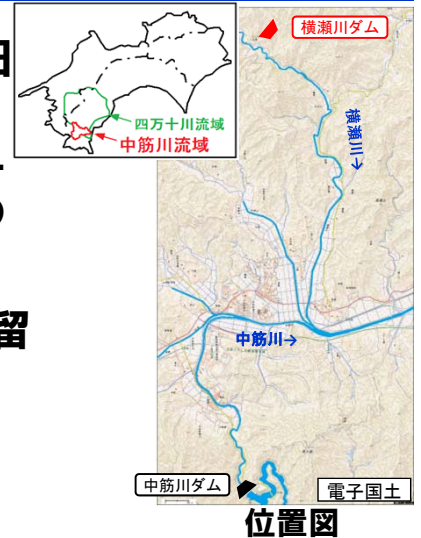 四万十川流域
中筋川流域
横瀬川ダム
横瀬川→
留
中筋川→
中筋川ダム
電子国土
位置図